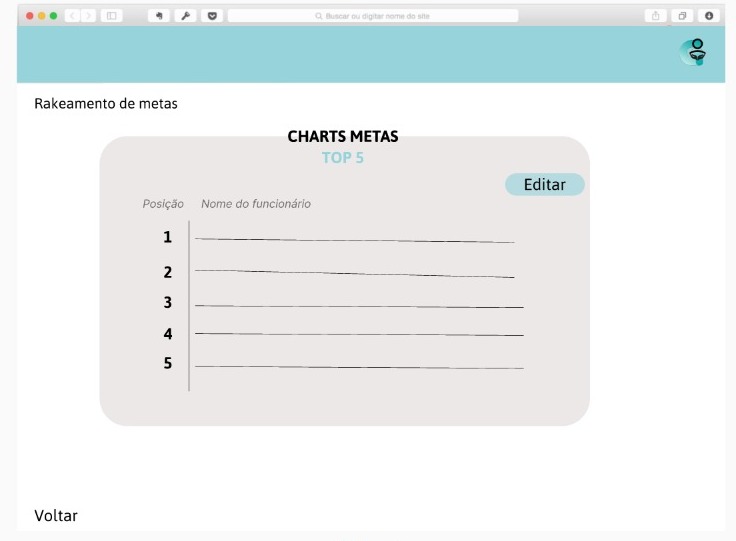 Buscar ou digitar nome do site
Rakeamento de metas
CHARTS METAS
TOP 5
Editar
Posição Nome do funcionário
1
2
3
4
5
Voltar